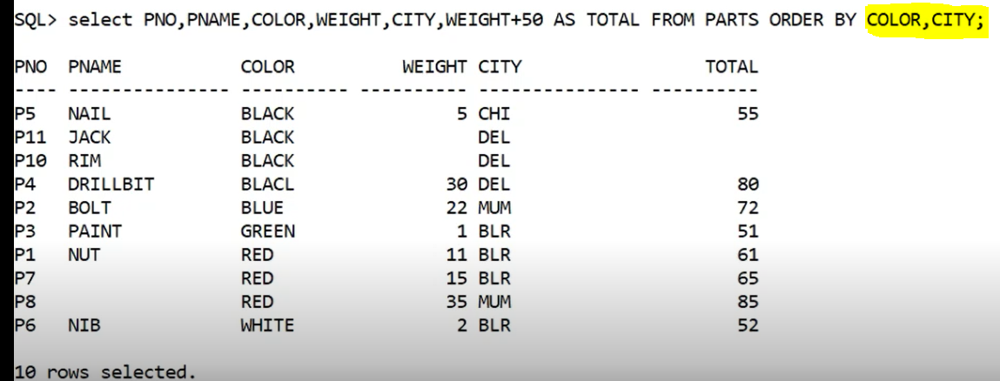 SQL> select PNO,PNAME,COLOR,WEIGHT,CITY,WEIGHT+50 AS TOTAL FROM PARTS ORDER BY COLOR,CITY;
PNO  PNAME           COLOR          WEIGHT CITY                 TOTAL
---- --------------- ---------- ---------- --------------- ----------
P5   NAIL            BLACK               5 CHI                     55
P11  JACK            BLACK                 DEL
P10  RIM             BLACK                 DEL
P4   DRILLBIT        BLACL              30 DEL                     80
P2   BOLT            BLUE               22 MUM                     72
P3   PAINT           GREEN               1 BLR                     51
P1   NUT             RED                11 BLR                     61
P7                   RED                15 BLR                     65
P8                   RED                35 MUM                     85
P6   NIB             WHITE               2 BLR                     52
10 rows selected.